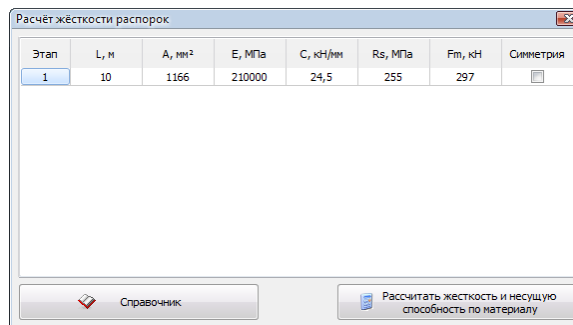 Расчёт жёсткости распорок
Этап L, м A, мм² E, МПа C, кН/мм Rs, МПа Fm, кН Симметрия
1 10 1166 210000 24,5 255 297
Справочник
Рассчитать жесткость и несущую
способность по материалу